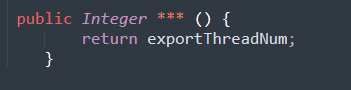 public Integer *** () {
return exportThreadNum;
}